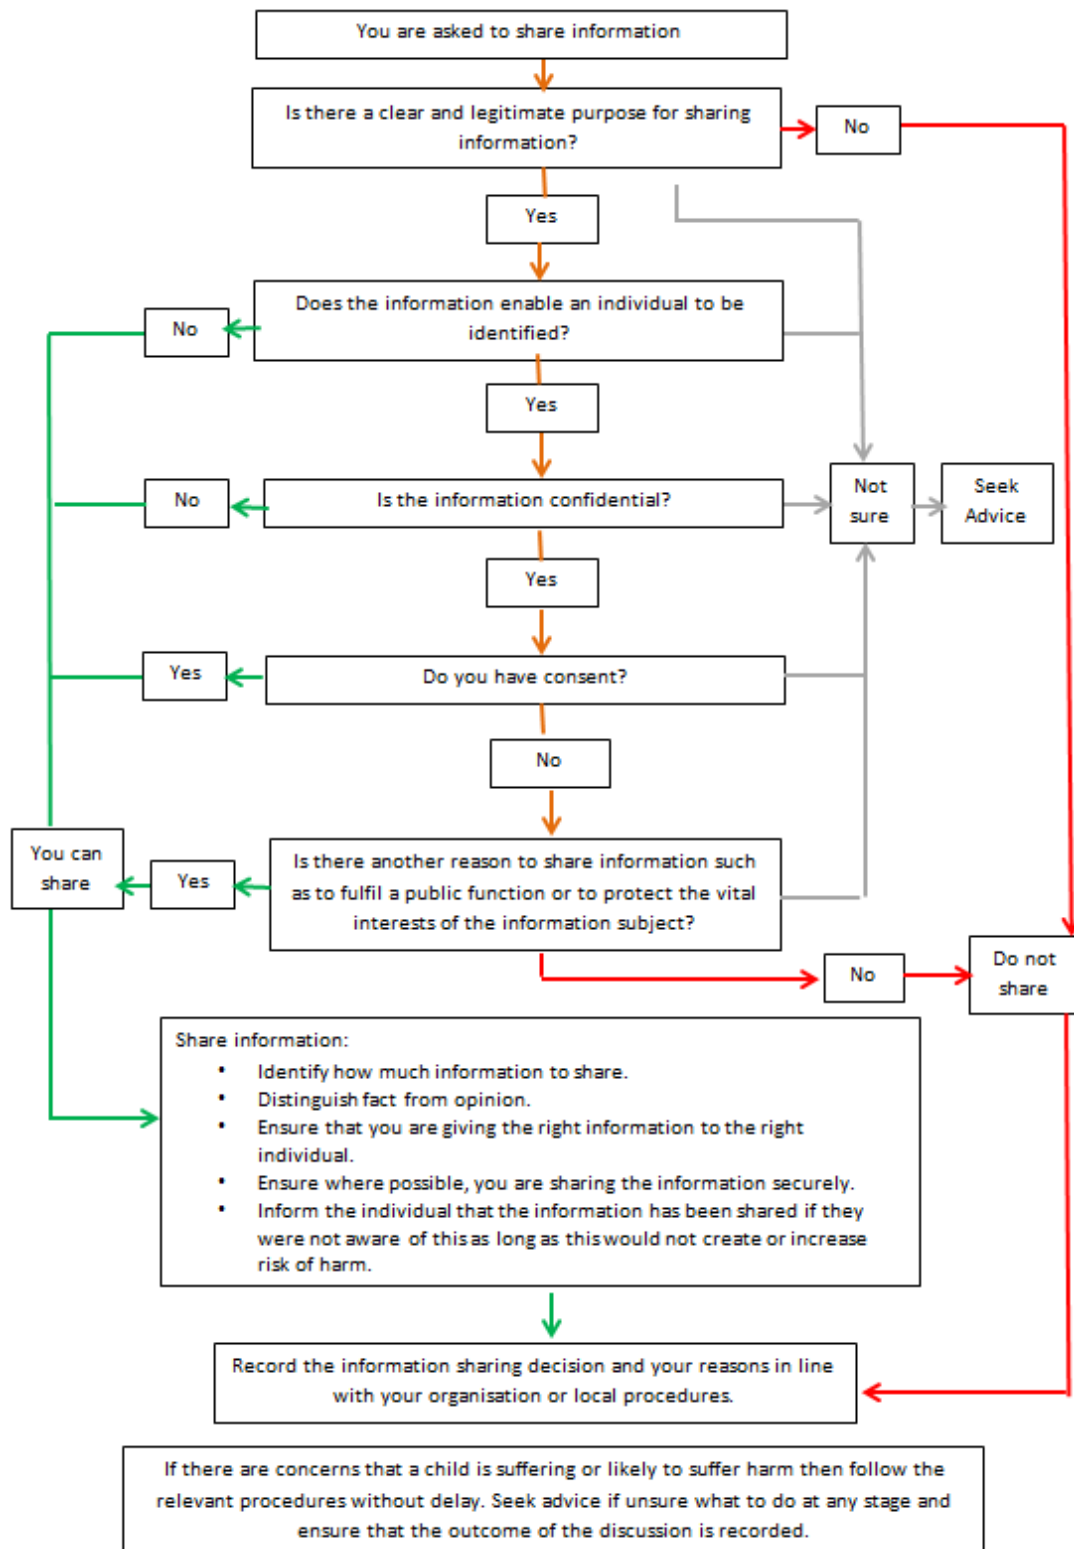 You are asked to share information
Is there a clear and legitimate purpose for sharing
information?
No
Yes
Does the information enable an individual to be
identified?
No
Yes
Is the information confidential?
No
Not
sure
Seek
Advice
Yes
Do you have consent?
Yes
No
Is there another reason to share information such
as to fulfil a public function or to protect the vital
interests of the information subject?
You can
share
Yes
No
Do not
share
Share information:
• Identify how much information to share.
• Distinguish fact from opinion.
• Ensure that you are giving the right information to the right
individual.
• Ensure where possible, you are sharing the information securely.
• Inform the individual that the information has been shared if they
were not aware of this as long as this would not create or increase
risk of harm.
Record the information sharing decision and your reasons in line
with your organisation or local procedures.
If there are concerns that a child is suffering or likely to suffer harm then follow the
relevant procedures without delay. Seek advice if unsure what to do at any stage and
ensure that the outcome of the discussion is recorded.